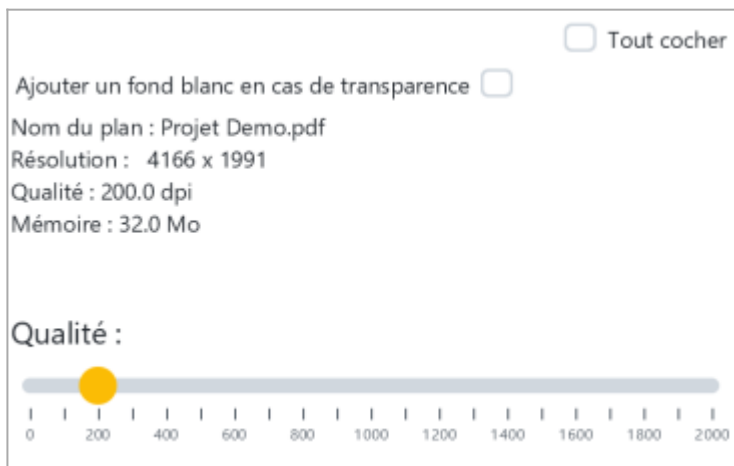 Tout cocher
Ajouter un fond blanc en cas de transparence
Nom du plan : Projet Demo.pdf
Résolution : 4166 x 1991
Qualité : 200.0 dpi
Mémoire : 32.0 Mo
Qualité :
0 200 400 600 800 1000 1200 1400 1600 1800 2000